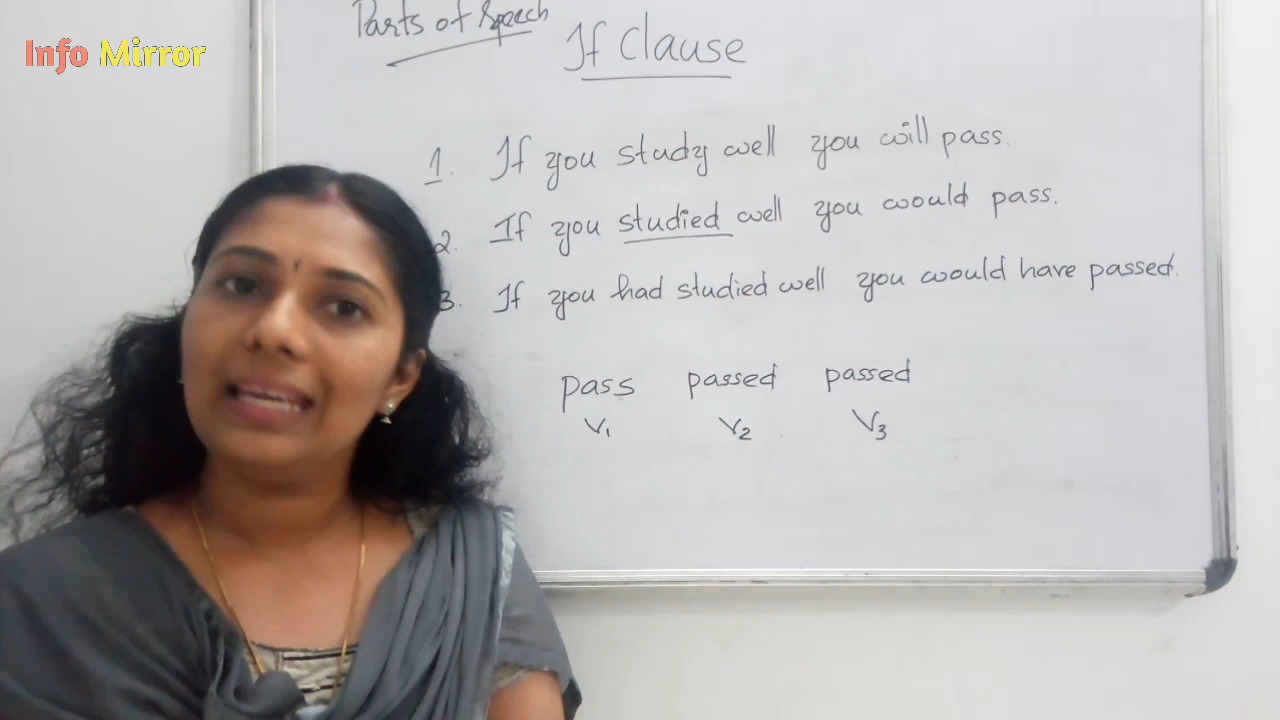 Info Mirror
Parts of Speech
If Clause
1. If you study well you will pass.
2. If you studied well you would pass.
3. If you had studied well you would have passed.
pass passed passed
V1 V2 V3